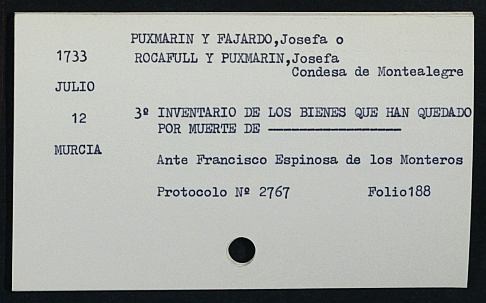 PUXMARIN Y FAJARDO,Josefa o
1733 ROCAFULL Y PUXMARIN,Josefa
Condesa de Montealegre
JULIO
12 3º INVENTARIO DE LOS BIENES QUE HAN QUEDADO
POR MUERTE DE ------------------
MURCIA
Ante Francisco Espinosa de los Monteros
Protocolo Nº 2767 Folio188